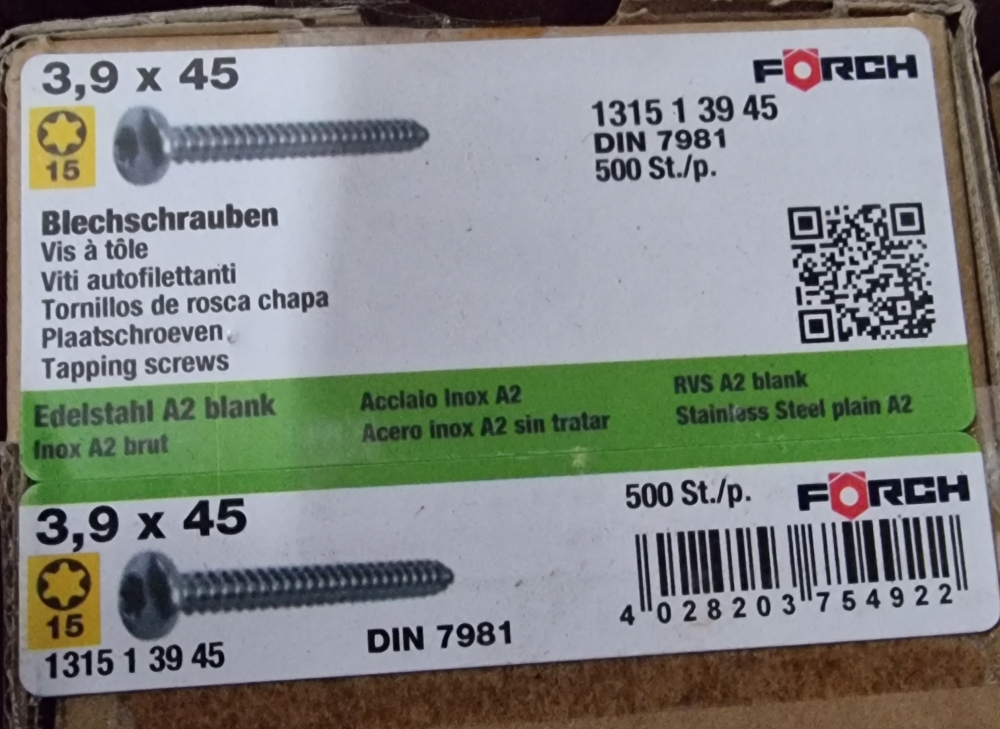 3,9 x 45
FÖRCH
15
1315 1 39 45
DIN 7981
500 St./p.
Blechschrauben
Vis à tôle
Viti autofilettanti
Tornillos de rosca chapa
Plaatschroeven
Tapping screws
Edelstahl A2 blank
Inox A2 brut
Acciaio Inox A2
Acero inox A2 sin tratar
RVS A2 blank
Stainless Steel plain A2
3,9 x 45
500 St./p.
FÖRCH
15
1315 1 39 45
DIN 7981
4 028203 754922